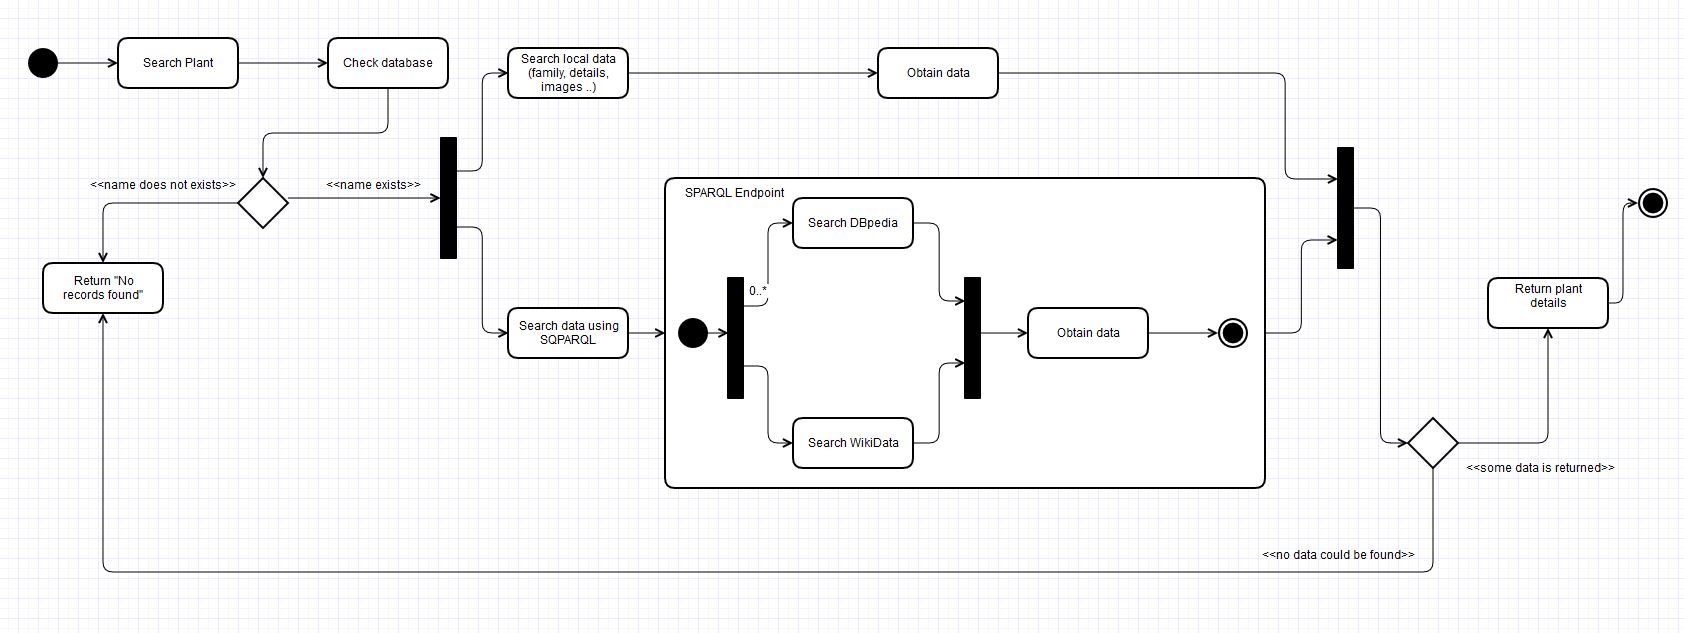 Search Plant
Check database
Search local data
(family, details,
images ..)
Obtain data
<<name does not exists>>
<<name exists>>
SPARQL Endpoint
Search DBpedia
0..*
Return "No
records found"
Search data using
SQPARQL
Obtain data
Return plant
details
Search WikiData
<<some data is returned>>
<<no data could be found>>